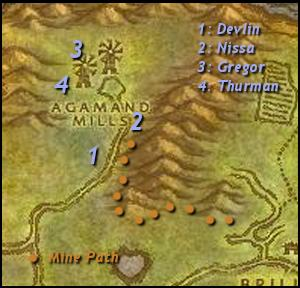 1: Devlin
2: Nissa
3: Gregor
4: Thurman
3
4
AGAMAND
MILLS
2
1
Mine Path
BRILL